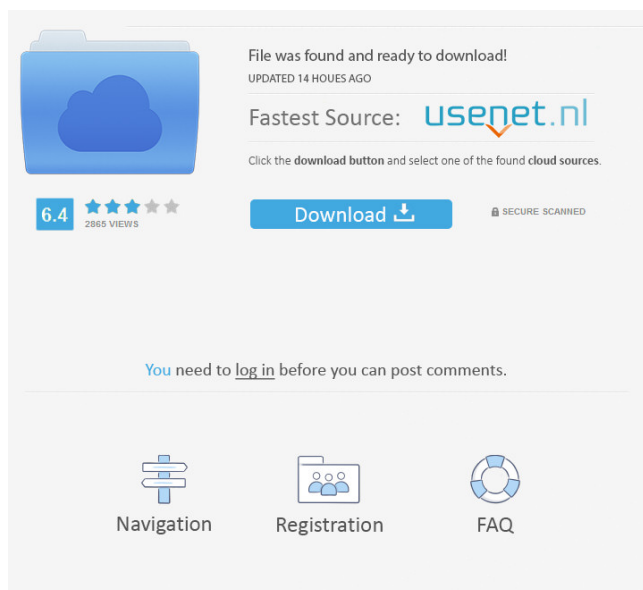 File was found and ready to download!
UPDATED 14 HOUES AGO
Fastest Source: usenet.nl
Click the download button and select one of the found cloud sources.
6.4
2865 VIEWS
Download
SECURE SCANNED
You need to log in before you can post comments.
Navigation
Registration
FAQ